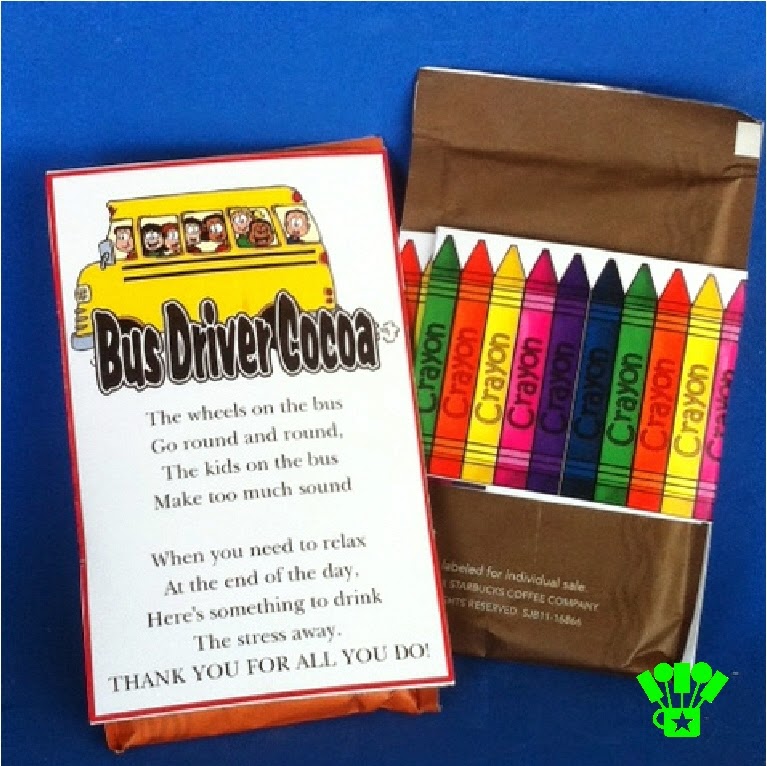 Bus Driver Cocoa
The wheels on the bus
Go round and round,
The kids on the bus
Make too much sound
When you need to relax
At the end of the day,
Here's something to drink
The stress away.
THANK YOU FOR ALL YOU DO!
Crayon Crayon Crayon Crayon Crayon Crayon Crayon Crayon Crayon Crayon
labeled for individual sale.
STARBUCKS COFFEE COMPANY
RESERVED. SJB11-16866